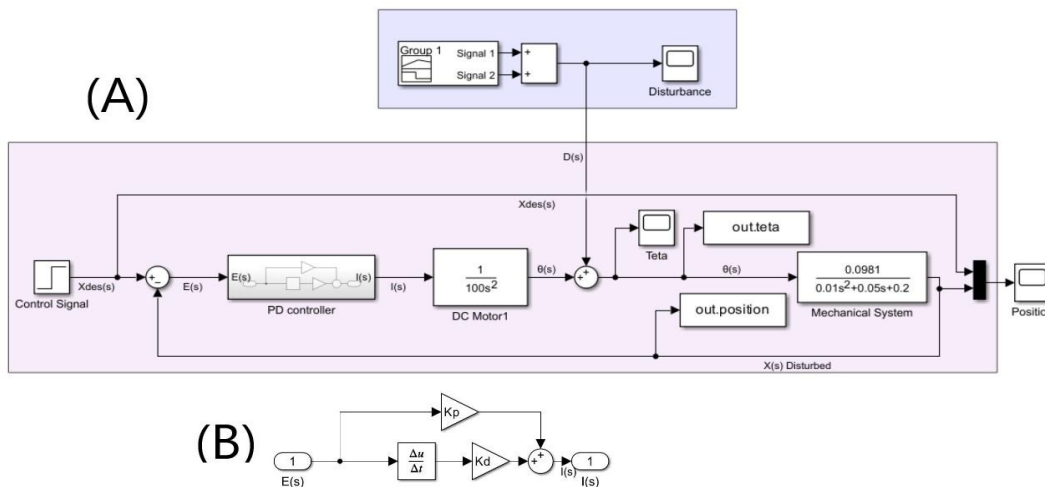 (A)
Group 1
Signal 1
Signal 2
+
+
Disturbance
D(s)
Xdes(s)
Control Signal
Xdes(s)
+
−
E(s)
E(s)
I(s)
PD controller
I(s)
1
100s²
DC Motor1
θ(s)
+
+
Teta
out.teta
θ(s)
0.0981
0.01s²+0.05s+0.2
Mechanical System
out.position
X(s) Disturbed
(B)
Kp
1
E(s)
Δu
Δt
Kd
+
+
I(s)
1
I(s)